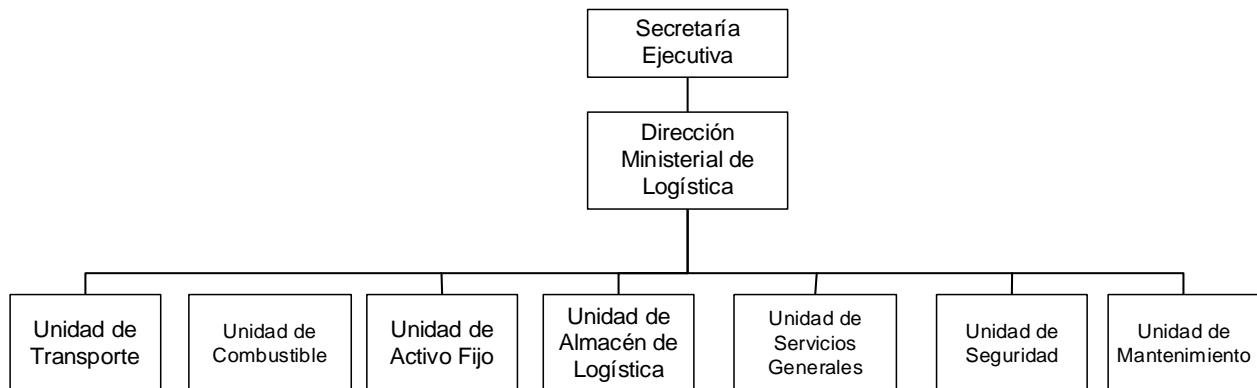 Secretaría
Ejecutiva
Dirección
Ministerial de
Logística
Unidad de
Transporte
Unidad de
Combustible
Unidad de
Activo Fijo
Unidad de
Almacén de
Logística
Unidad de
Servicios
Generales
Unidad de
Seguridad
Unidad de
Mantenimiento